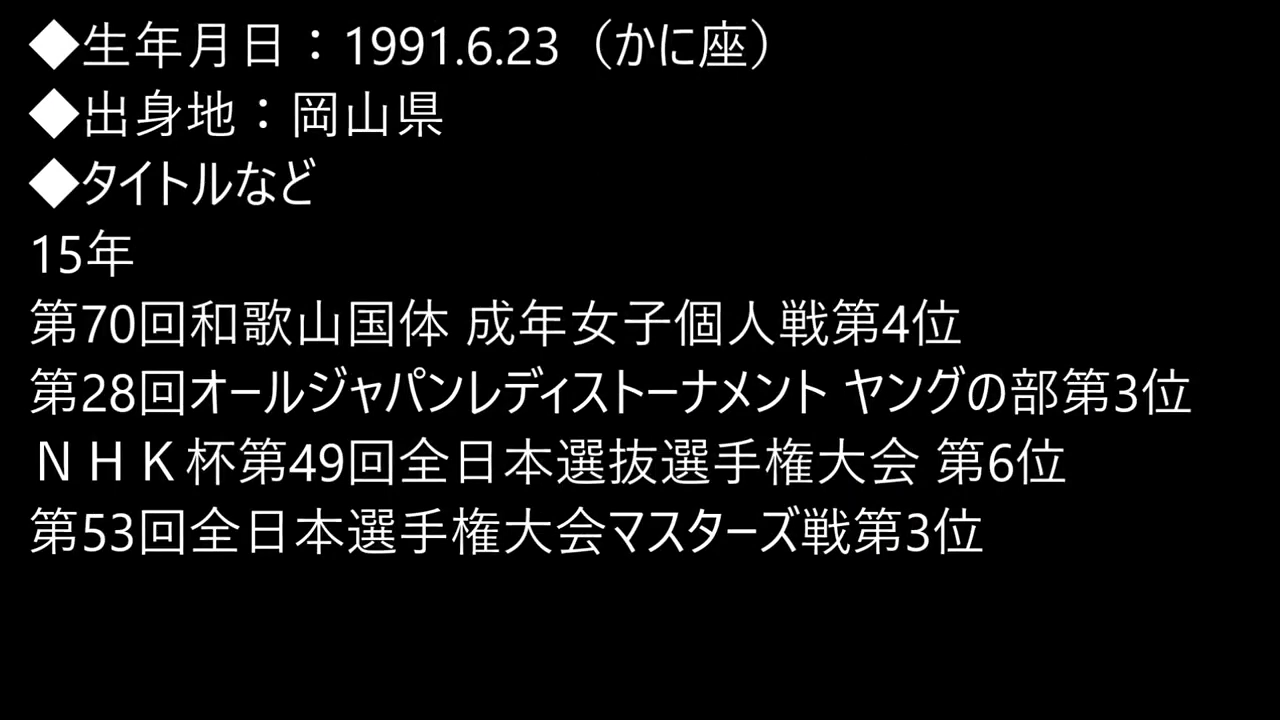 ◆生年月日：1991.6.23（かに座）
◆出身地：岡山県
◆タイトルなど
15年
第70回和歌山国体 成年女子個人戦第4位
第28回オールジャパンレディストーナメント ヤングの部第3位
ＮＨＫ杯第49回全日本選抜選手権大会 第6位
第53回全日本選手権大会マスターズ戦第3位